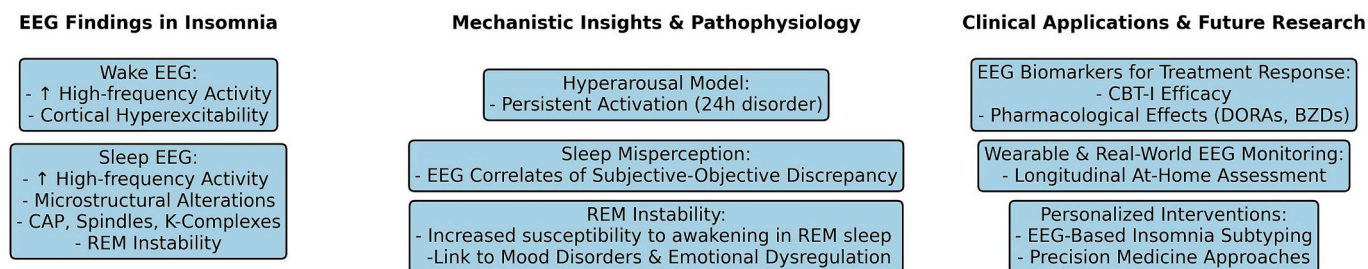 EEG Findings in Insomnia
Wake EEG:
- ↑ High-frequency Activity
- Cortical Hyperexcitability
Sleep EEG:
- ↑ High-frequency Activity
- Microstructural Alterations
- CAP, Spindles, K-Complexes
- REM Instability
Mechanistic Insights & Pathophysiology
Hyperarousal Model:
- Persistent Activation (24h disorder)
Sleep Misperception:
- EEG Correlates of Subjective-Objective Discrepancy
REM Instability:
- Increased susceptibility to awakening in REM sleep
-Link to Mood Disorders & Emotional Dysregulation
Clinical Applications & Future Research
EEG Biomarkers for Treatment Response:
- CBT-I Efficacy
- Pharmacological Effects (DORAs, BZDs)
Wearable & Real-World EEG Monitoring:
- Longitudinal At-Home Assessment
Personalized Interventions:
- EEG-Based Insomnia Subtyping
- Precision Medicine Approaches